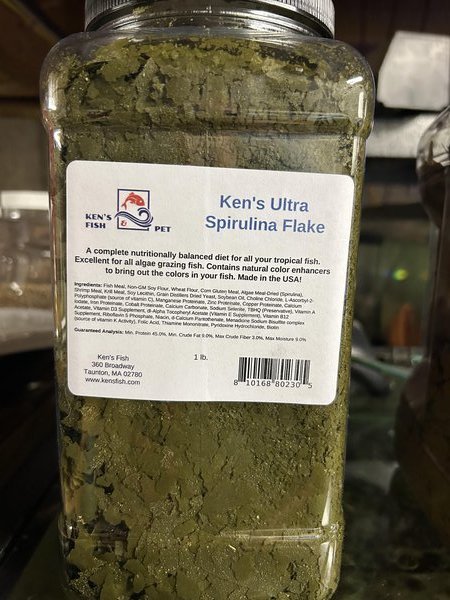 KEN'S
FISH & PET
Ken's Ultra
Spirulina Flake
A complete nutritionally balanced diet for all your tropical fish.
Excellent for all algae grazing fish. Contains natural color enhancers
to bring out the colors in your fish. Made in the USA!
Ingredients: Fish Meal, Non-GMO Soy Flour, Wheat Flour, Corn Gluten Meal, Algae Meal-Dried (Spirulina),
Shrimp Meal, Krill Meal, Soy Lecithin, Grain Distillers Dried Yeast, Soybean Oil, Choline Chloride, L-Ascorbyl-2-
Polyphosphate (source of vitamin C), Manganese Proteinate, Zinc Proteinate, Copper Proteinate, Calcium
Iodate, Iron Proteinate, Cobalt Proteinate, Calcium Carbonate, Sodium Selenite, TBHQ (Preservative), Vitamin A
Acetate, Vitamin D3 Supplement, dl-Alpha Tocopheryl Acetate (Vitamin E Supplement), Vitamin B12
Supplement, Riboflavin 5 Phosphate, Niacin, d-Calcium Pantothenate, Menadione Sodium Bisulfite complex
(source of vitamin K Activity), Folic Acid, Thiamine Mononitrate, Pyridoxine Hydrochloride, Biotin
Guaranteed Analysis: Min. Protein 45.0%, Min. Crude Fat 9.0%, Max Crude Fiber 3.0%, Max Moisture 9.0%
Ken's Fish
360 Broadway
Taunton, MA 02780
www.kensfish.com
1 lb.
8 10168 80230 5